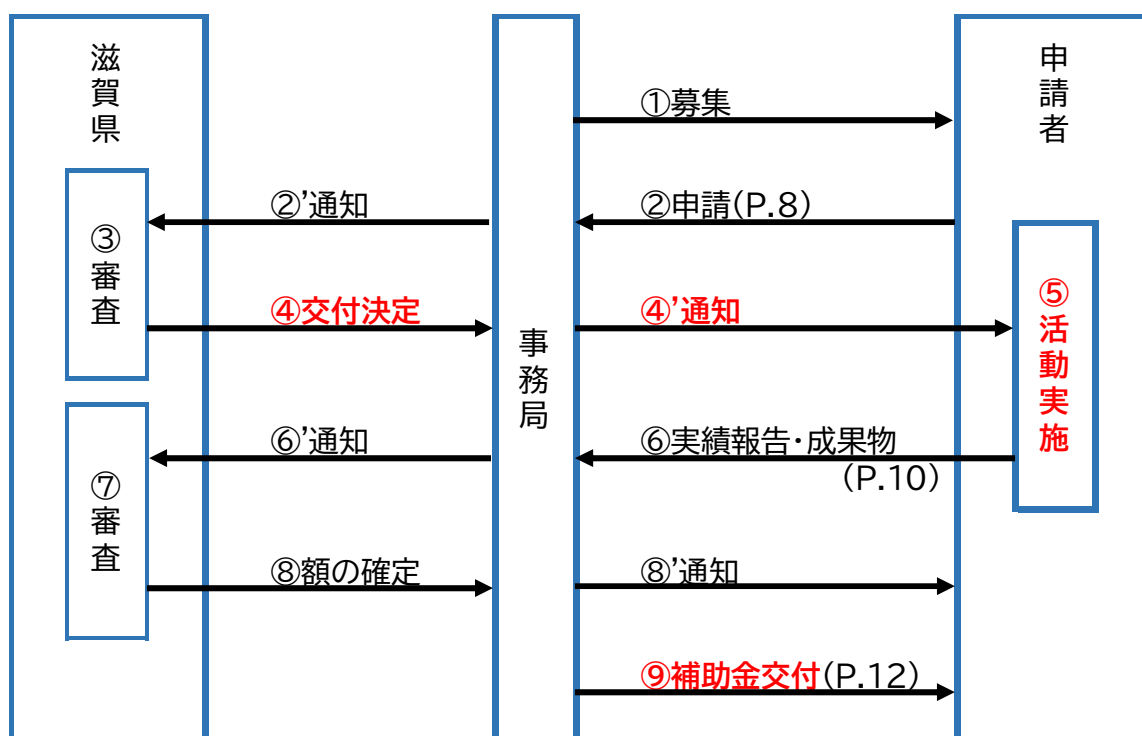 滋賀県
事務局
申請者
①募集
②’通知
②申請(P.8)
③審査
④交付決定
④’通知
⑤活動実施
⑥’通知
⑥実績報告・成果物
(P.10)
⑦審査
⑧額の確定
⑧’通知
⑨補助金交付(P.12)